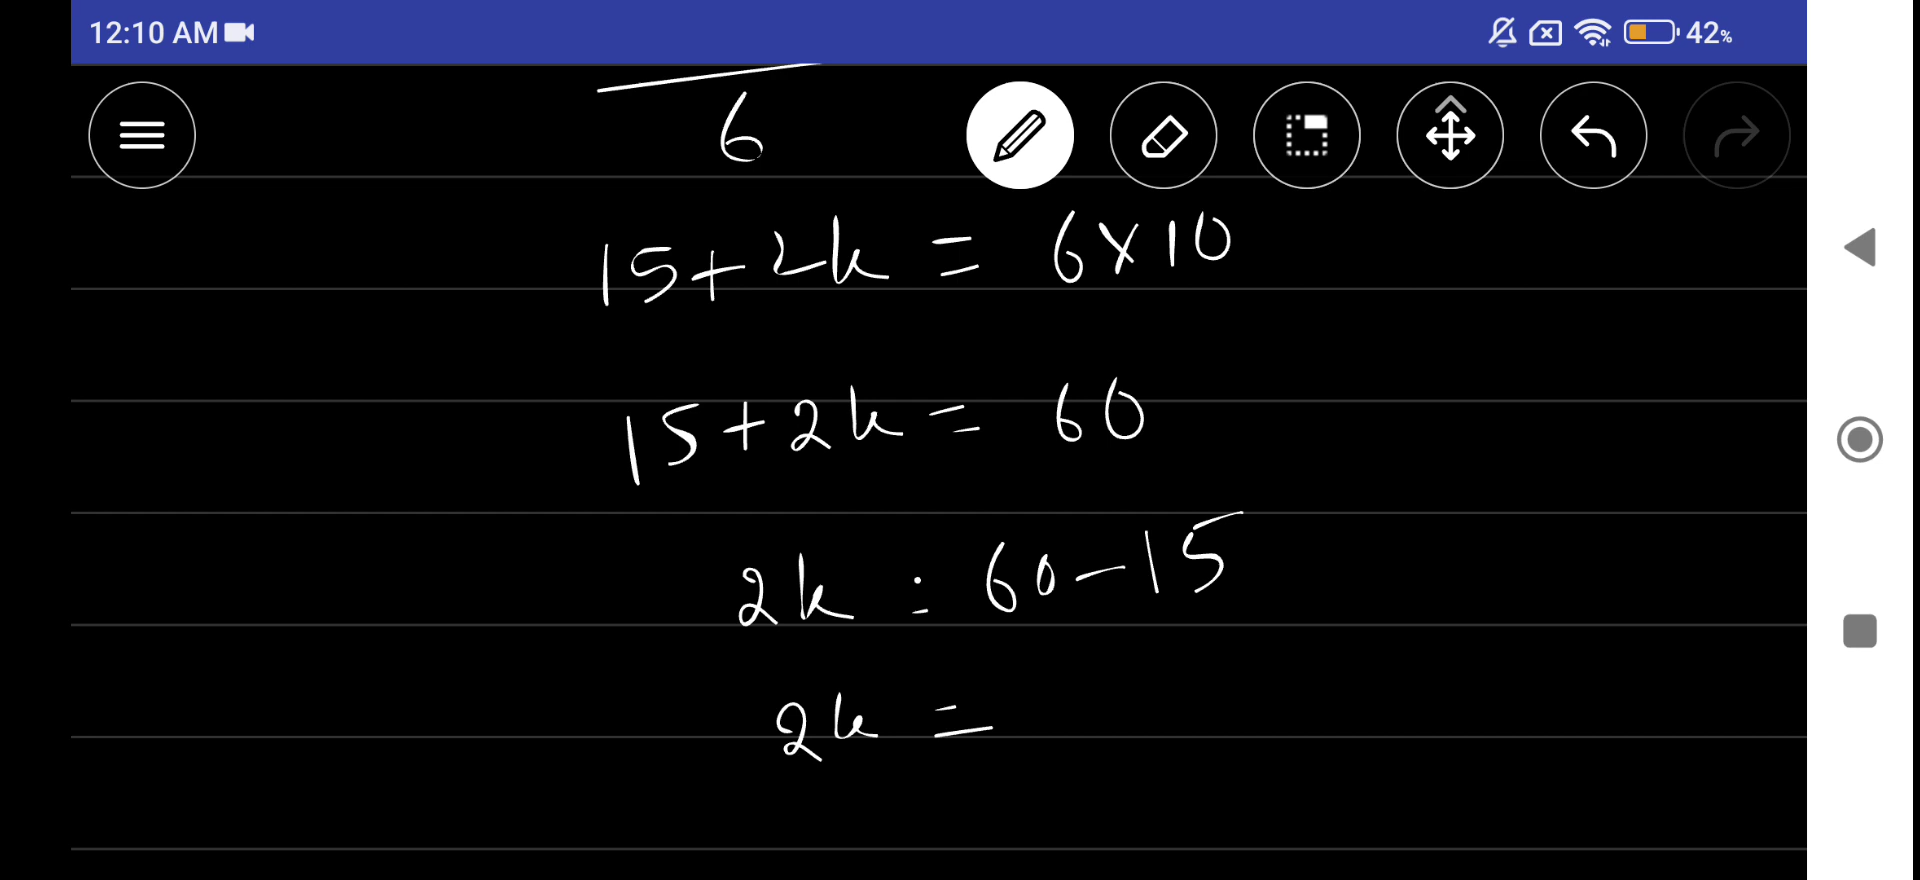 12:10 AM 42%
6
15+2k = 6×10
15+2k = 60
2k = 60-15
2k =